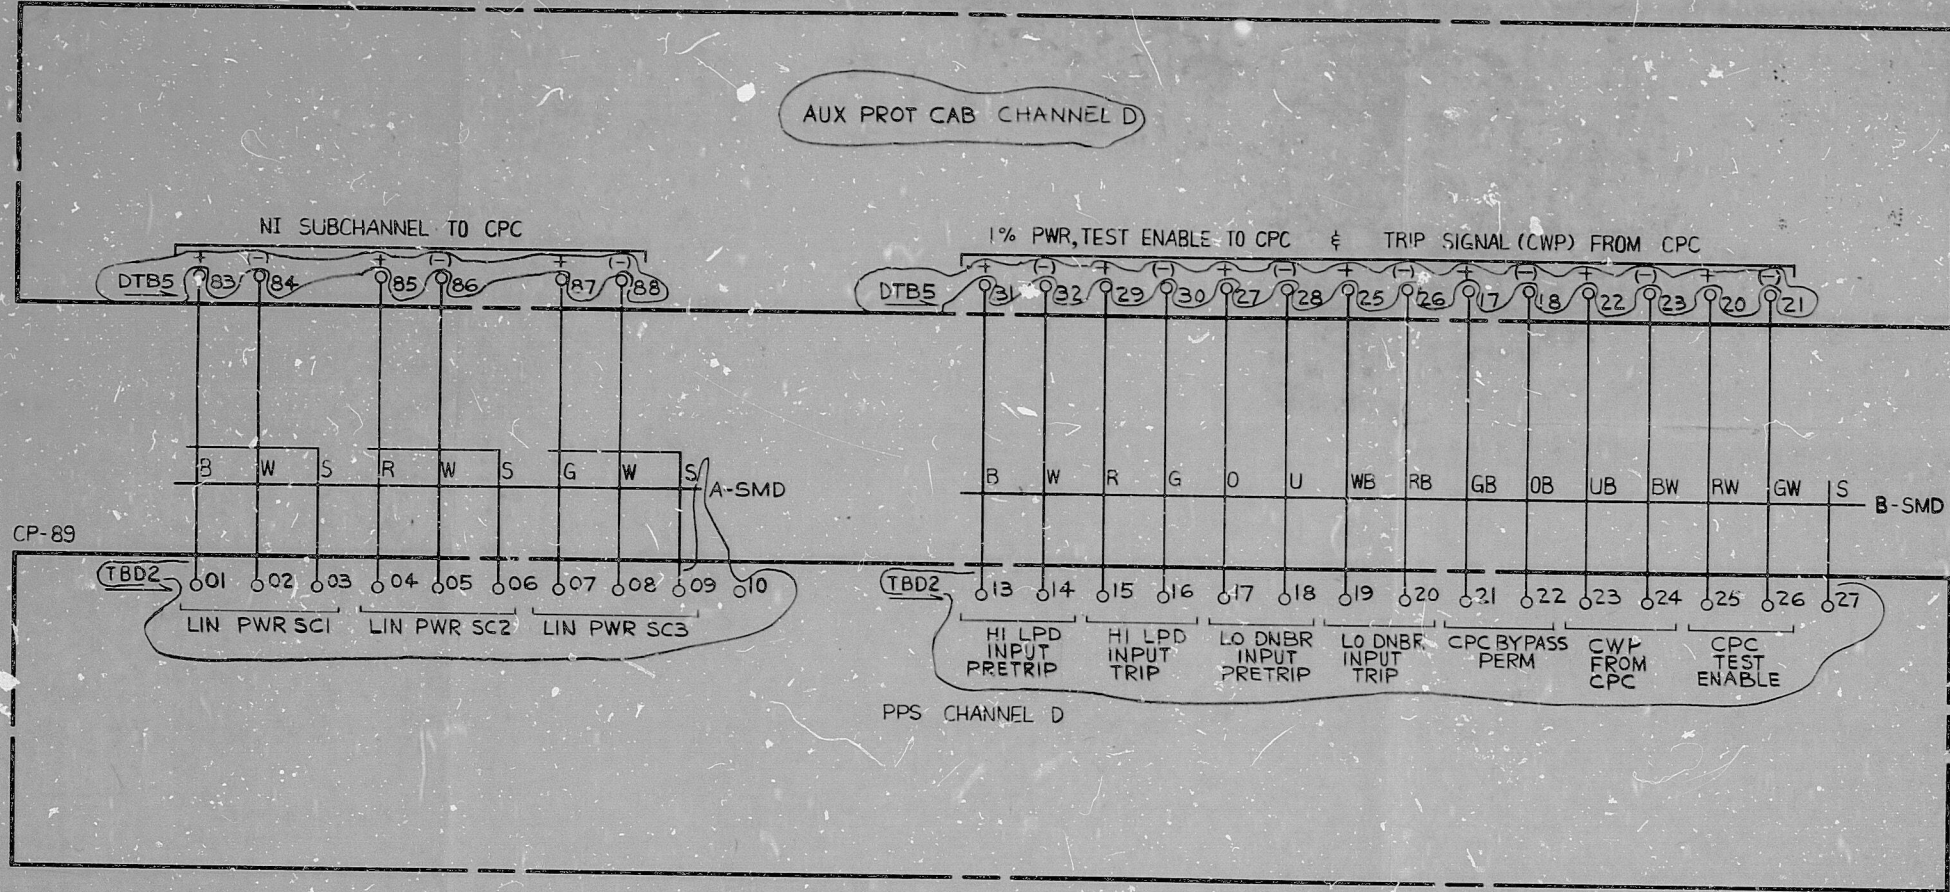 AUX PROT CAB CHANNEL D
NI SUBCHANNEL TO CPC
+ (-) + (-) + (-)
DTB5 83 84 85 86 87 88
1% PWR, TEST ENABLE TO CPC & TRIP SIGNAL (CWP) FROM CPC
+ (-) + (-) + (-) + (-) + (-) + (-) + (-)
DTB5 31 32 29 30 27 28 25 26 17 18 22 23 20 21
B W S R W S G W S A-SMD
B W R G O U WB RB GB OB UB BW RW GW S B-SMD
CP-89
TBD2 01 02 03 04 05 06 07 08 09 10
LIN PWR SC1 LIN PWR SC2 LIN PWR SC3
TBD2 13 14 15 16 17 18 19 20 21 22 23 24 25 26 27
HI LPD
INPUT
PRETRIP
HI LPD
INPUT
TRIP
LO DNBR
INPUT
PRETRIP
LO DNBR
INPUT
TRIP
CPC BYPASS
PERM
CWP
FROM
CPC
CPC
TEST
ENABLE
PPS CHANNEL D